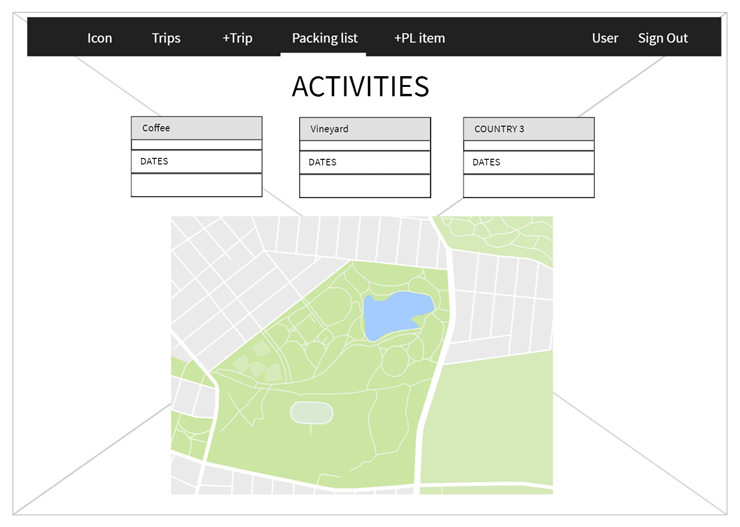 Icon Trips +Trip Packing list +PL item User Sign Out
ACTIVITIES
Coffee Vineyard COUNTRY 3
DATES DATES DATES